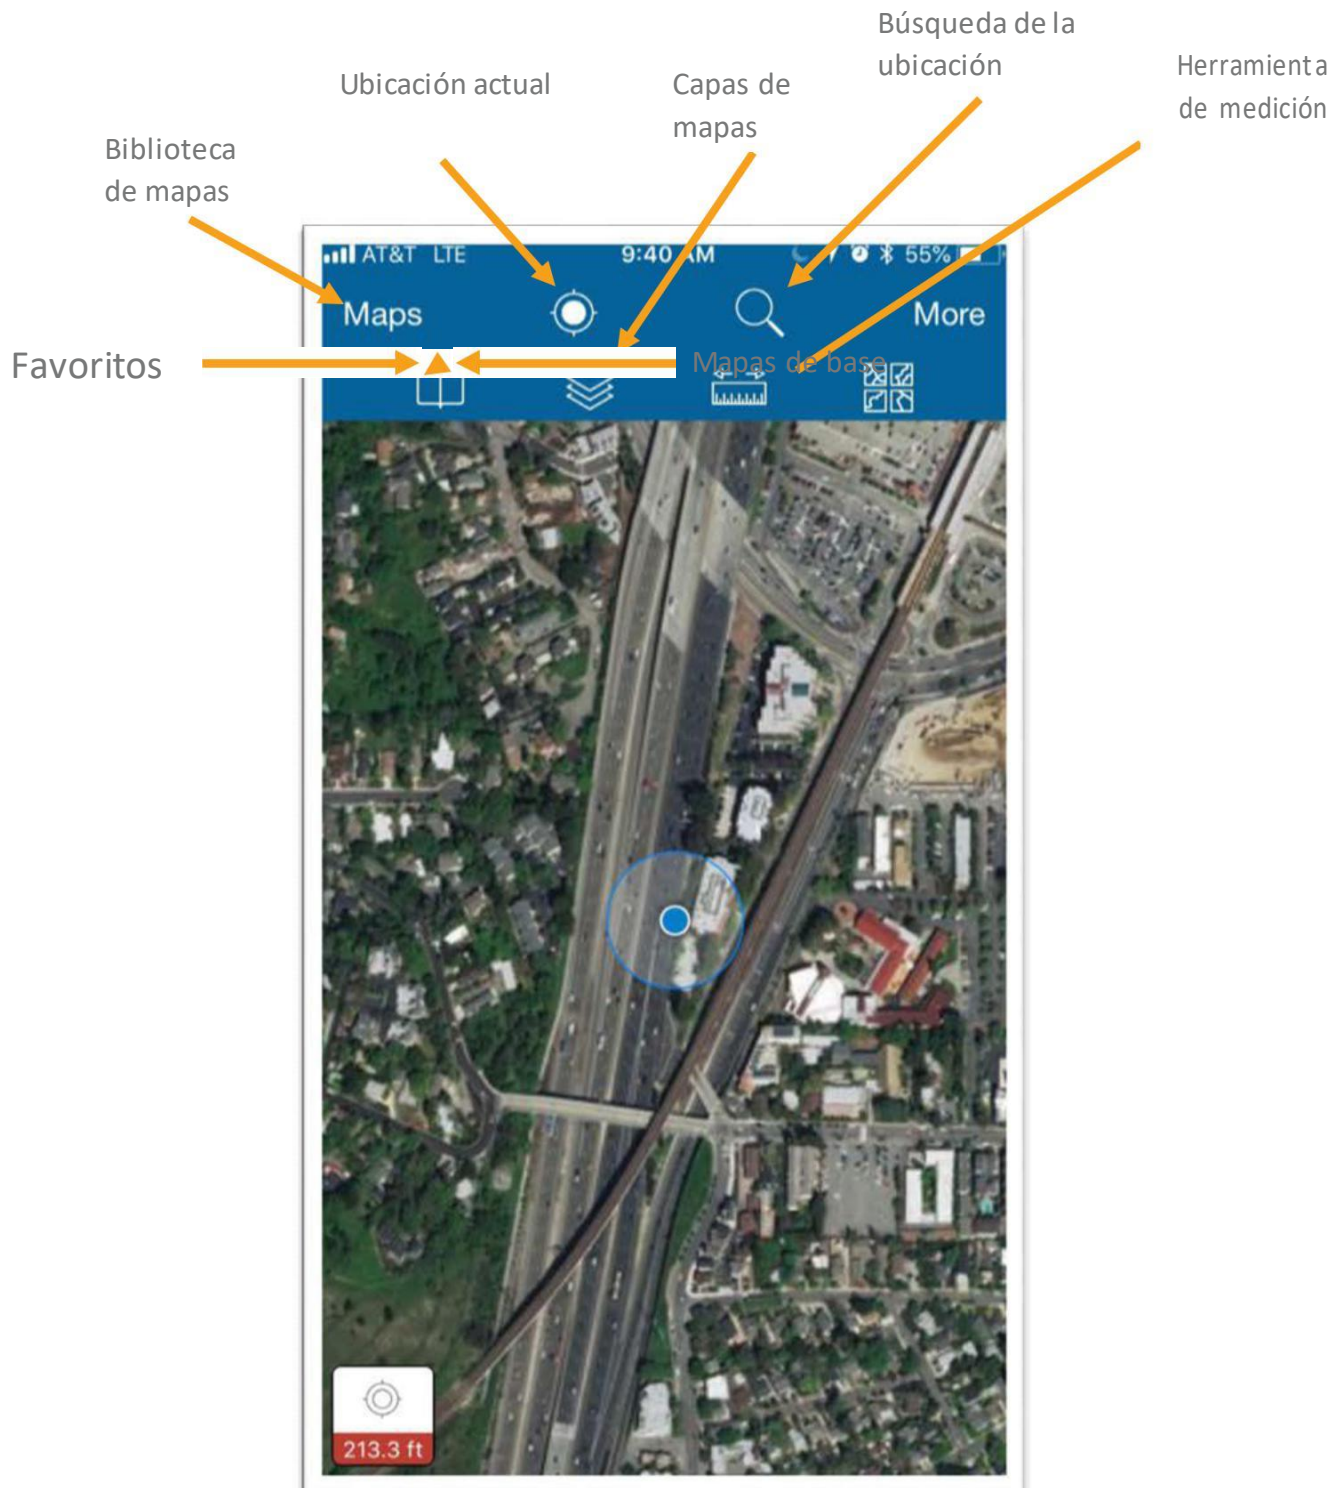 Búsqueda de la
ubicación
Herramienta
de medición
Ubicación actual
Capas de
mapas
Biblioteca
de mapas
AT&T LTE
9:40 AM
55%
Maps
More
Favoritos
Mapas de base
213.3 ft